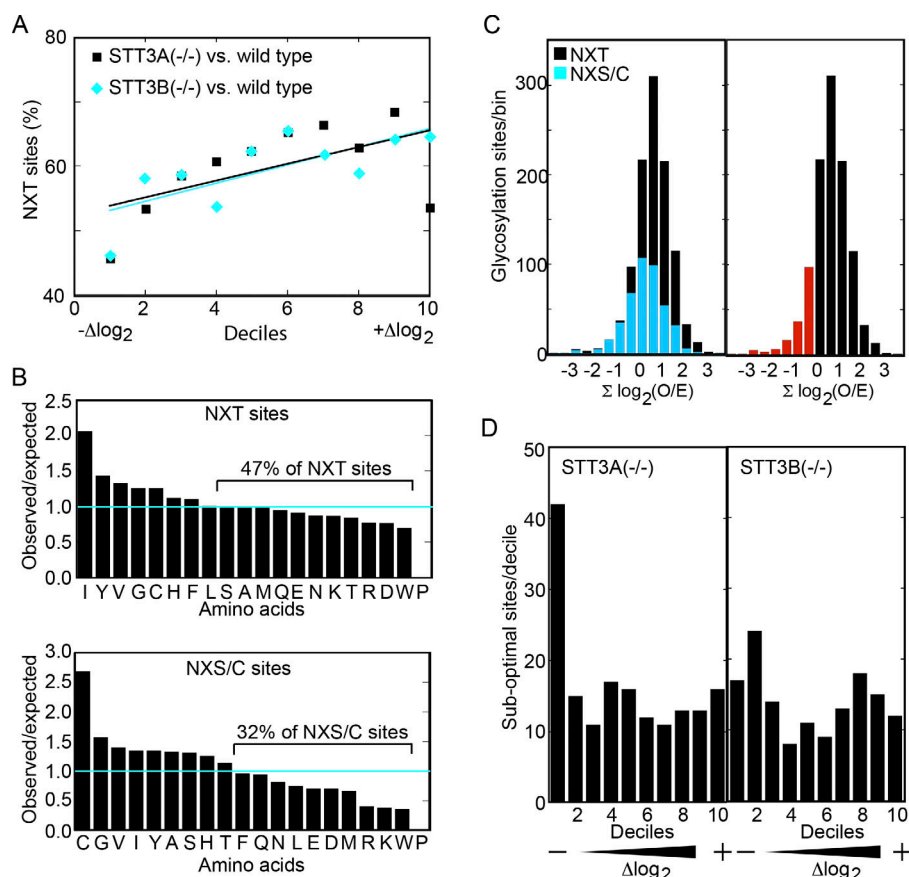 A
80
STT3A(-/-) vs. wild type
STT3B(-/-) vs. wild type
NXT sites (%)
60
40
0 2 4 6 8 10
-Δlog2 Deciles +Δlog2
B
2.5
2.0
1.5
1.0
0.5
0.0
Observed/expected
NXT sites
47% of NXT sites
I Y V G C H F L S A M Q E N K T R D W P
Amino acids
3.0
2.5
2.0
1.5
1.0
0.5
0.0
Observed/expected
NXS/C sites
32% of NXS/C sites
C G V I Y A S H T F Q N L E D M R K W P
Amino acids
C
NXT
NXS/C
300
200
100
0
Glycosylation sites/bin
-3 -2 -1 0 1 2 3
Σ log2(O/E)
-3 -2 -1 0 1 2 3
Σ log2(O/E)
D
50
40
30
20
10
0
Sub-optimal sites/decile
STT3A(-/-)
STT3B(-/-)
2 4 6 8 10
Deciles
− Δlog2 +
2 4 6 8 10
Deciles
− Δlog2 +